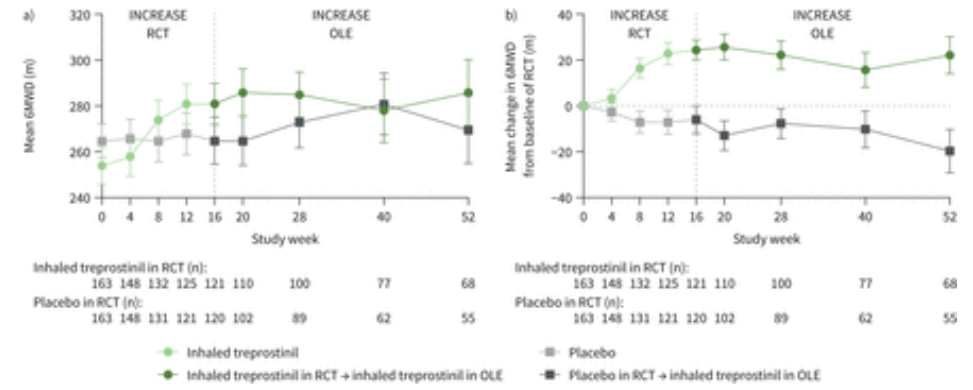 a)
INCREASE
RCT
INCREASE
OLE
Mean 6MWD (m)
320
300
280
260
240
0 4 8 12 16 20 28 40 52
Study week
Inhaled treprostinil in RCT (n):
163 148 132 125 121 110 100 77 68
Placebo in RCT (n):
163 148 131 121 120 102 89 62 55
b)
INCREASE
RCT
INCREASE
OLE
Mean change in 6MWD
from baseline of RCT (m)
40
20
0
−20
−40
0 4 8 12 16 20 28 40 52
Study week
Inhaled treprostinil in RCT (n):
163 148 132 125 121 110 100 77 68
Placebo in RCT (n):
163 148 131 121 120 102 89 62 55
Inhaled treprostinil
Placebo
Inhaled treprostinil in RCT → inhaled treprostinil in OLE
Placebo in RCT → inhaled treprostinil in OLE